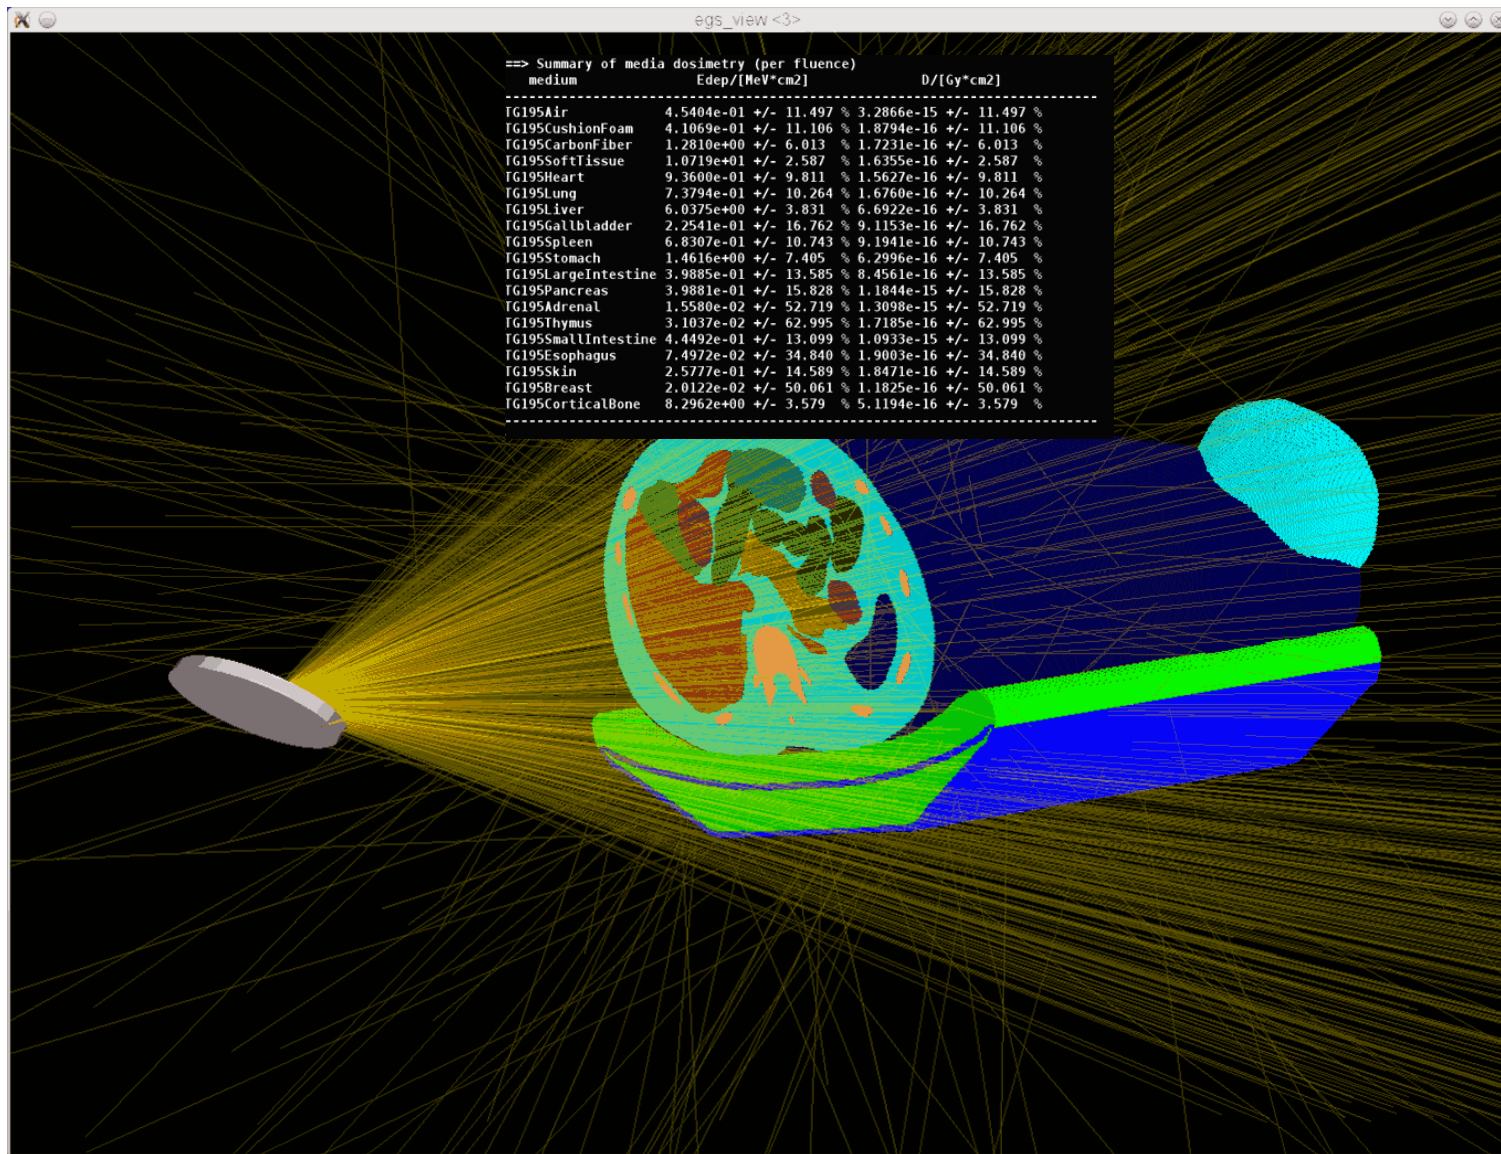 egs_view <3>
==> Summary of media dosimetry (per fluence)
medium Edep/[MeV*cm2] D/[Gy*cm2]
--------------------------------------------------------------------------
TG195Air 4.5404e-01 +/- 11.497 % 3.2866e-15 +/- 11.497 %
TG195CushionFoam 4.1069e-01 +/- 11.106 % 1.8794e-16 +/- 11.106 %
TG195CarbonFiber 1.2810e+00 +/- 6.013 % 1.7231e-16 +/- 6.013 %
TG195SoftTissue 1.0719e+01 +/- 2.587 % 1.6355e-16 +/- 2.587 %
TG195Heart 9.3600e-01 +/- 9.811 % 1.5627e-16 +/- 9.811 %
TG195Lung 7.3794e-01 +/- 10.264 % 1.6760e-16 +/- 10.264 %
TG195Liver 6.0375e+00 +/- 3.831 % 6.6922e-16 +/- 3.831 %
TG195Gallbladder 2.2541e-01 +/- 16.762 % 9.1153e-16 +/- 16.762 %
TG195Spleen 6.8307e-01 +/- 10.743 % 9.1941e-16 +/- 10.743 %
TG195Stomach 1.4616e+00 +/- 7.405 % 6.2996e-16 +/- 7.405 %
TG195LargeIntestine 3.9885e-01 +/- 13.585 % 8.4561e-16 +/- 13.585 %
TG195Pancreas 3.9881e-01 +/- 15.828 % 1.1844e-15 +/- 15.828 %
TG195Adrenal 1.5580e-02 +/- 52.719 % 1.3098e-15 +/- 52.719 %
TG195Thymus 3.1037e-02 +/- 62.995 % 1.7185e-16 +/- 62.995 %
TG195SmallIntestine 4.4492e-01 +/- 13.099 % 1.0933e-15 +/- 13.099 %
TG195Esophagus 7.4972e-02 +/- 34.840 % 1.9003e-16 +/- 34.840 %
TG195Skin 2.5777e-01 +/- 14.589 % 1.8471e-16 +/- 14.589 %
TG195Breast 2.0122e-02 +/- 50.061 % 1.1825e-16 +/- 50.061 %
TG195CorticalBone 8.2962e+00 +/- 3.579 % 5.1194e-16 +/- 3.579 %
--------------------------------------------------------------------------